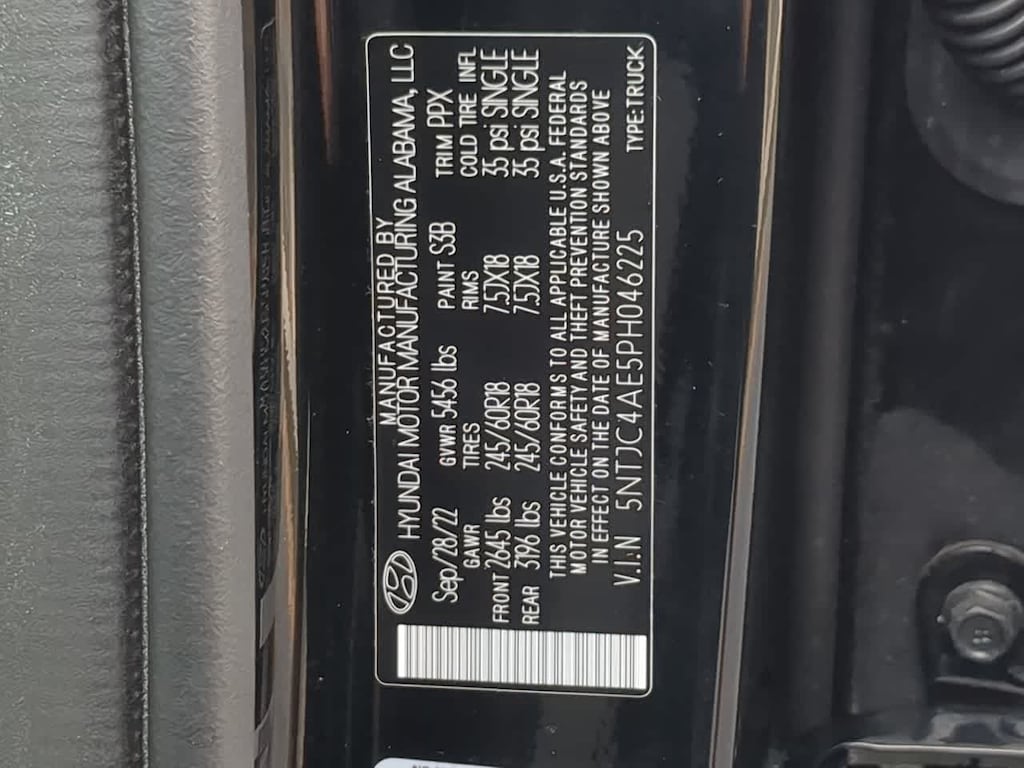 MANUFACTURED BY
HYUNDAI MOTOR MANUFACTURING ALABAMA, LLC
Sep/28/22 GVWR 5456 lbs PAINT S3B TRIM PPX
GAWR TIRES RIMS COLD TIRE INFL
FRONT 2645 lbs 245/60R18 7.5JX18 35 psi SINGLE
REAR 3196 lbs 245/60R18 7.5JX18 35 psi SINGLE
THIS VEHICLE CONFORMS TO ALL APPLICABLE U.S.A. FEDERAL
MOTOR VEHICLE SAFETY AND THEFT PREVENTION STANDARDS
IN EFFECT ON THE DATE OF MANUFACTURE SHOWN ABOVE
V.I.N 5NTJC4AE5PH046225 TYPE:TRUCK